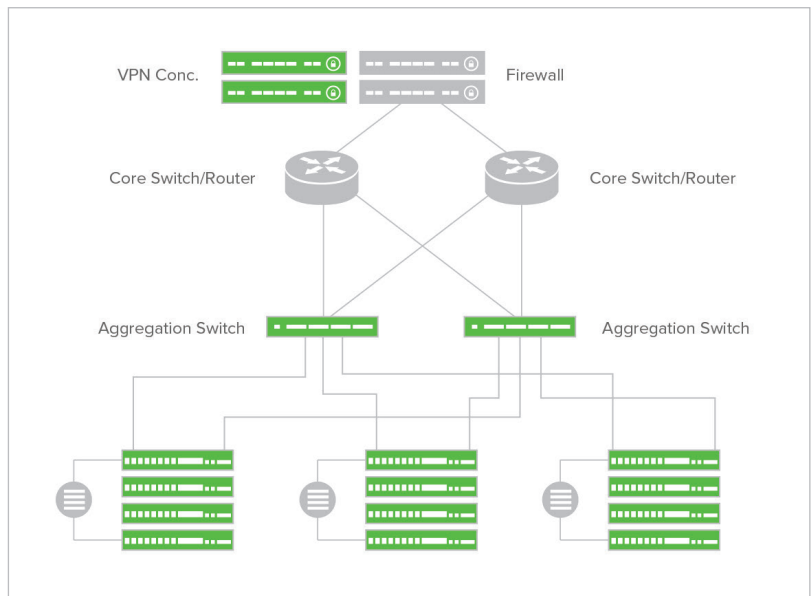 VPN Conc.
Firewall
Core Switch/Router
Core Switch/Router
Aggregation Switch
Aggregation Switch